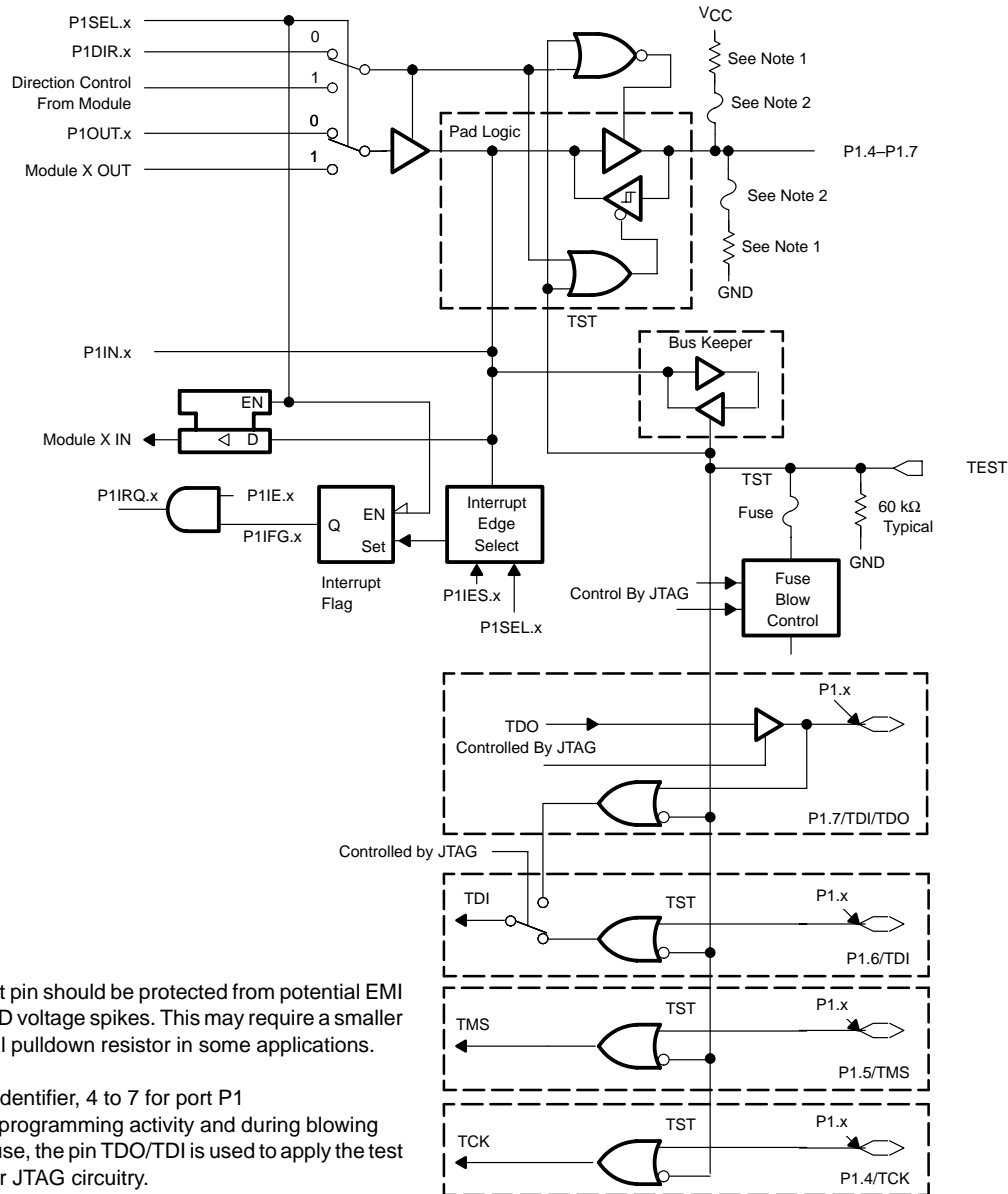 P1SEL.x
P1DIR.x
Direction Control
From Module
P1OUT.x
Module X OUT
0
1
0
1
Pad Logic
TST
VCC
See Note 1
See Note 2
P1.4–P1.7
See Note 2
See Note 1
GND
P1IN.x
Bus Keeper
EN
D
Module X IN
TEST
TST
Fuse
60 kΩ
Typical
GND
P1IRQ.x
P1IE.x
P1IFG.x
Q
EN
Set
Interrupt
Flag
Interrupt
Edge
Select
P1IES.x
P1SEL.x
Control By JTAG
Fuse
Blow
Control
P1.x
TDO
Controlled By JTAG
P1.7/TDI/TDO
Controlled by JTAG
TDI
TST
P1.x
P1.6/TDI
TMS
TST
P1.x
P1.5/TMS
TCK
TST
P1.x
P1.4/TCK
t pin should be protected from potential EMI
D voltage spikes. This may require a smaller
l pulldown resistor in some applications.
dentifier, 4 to 7 for port P1
programming activity and during blowing
use, the pin TDO/TDI is used to apply the test
r JTAG circuitry.